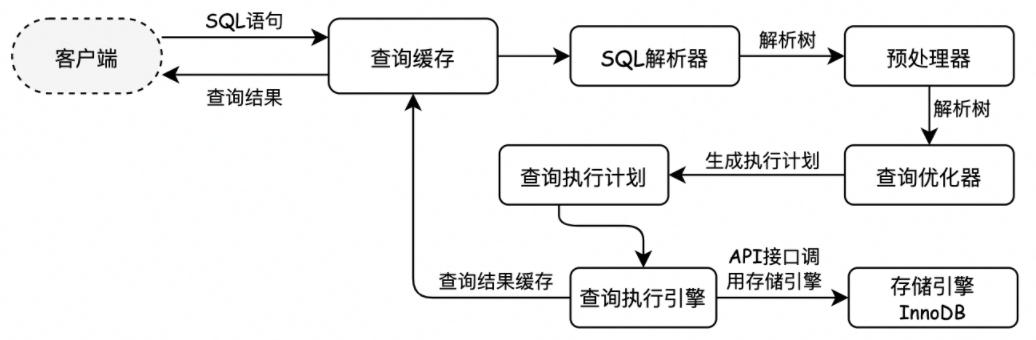 SQL语句
客户端
查询缓存
SQL解析器
解析树
预处理器
查询结果
解析树
查询执行计划
生成执行计划
查询优化器
API接口调
用存储引擎
查询结果缓存
查询执行引擎
存储引擎
InnoDB